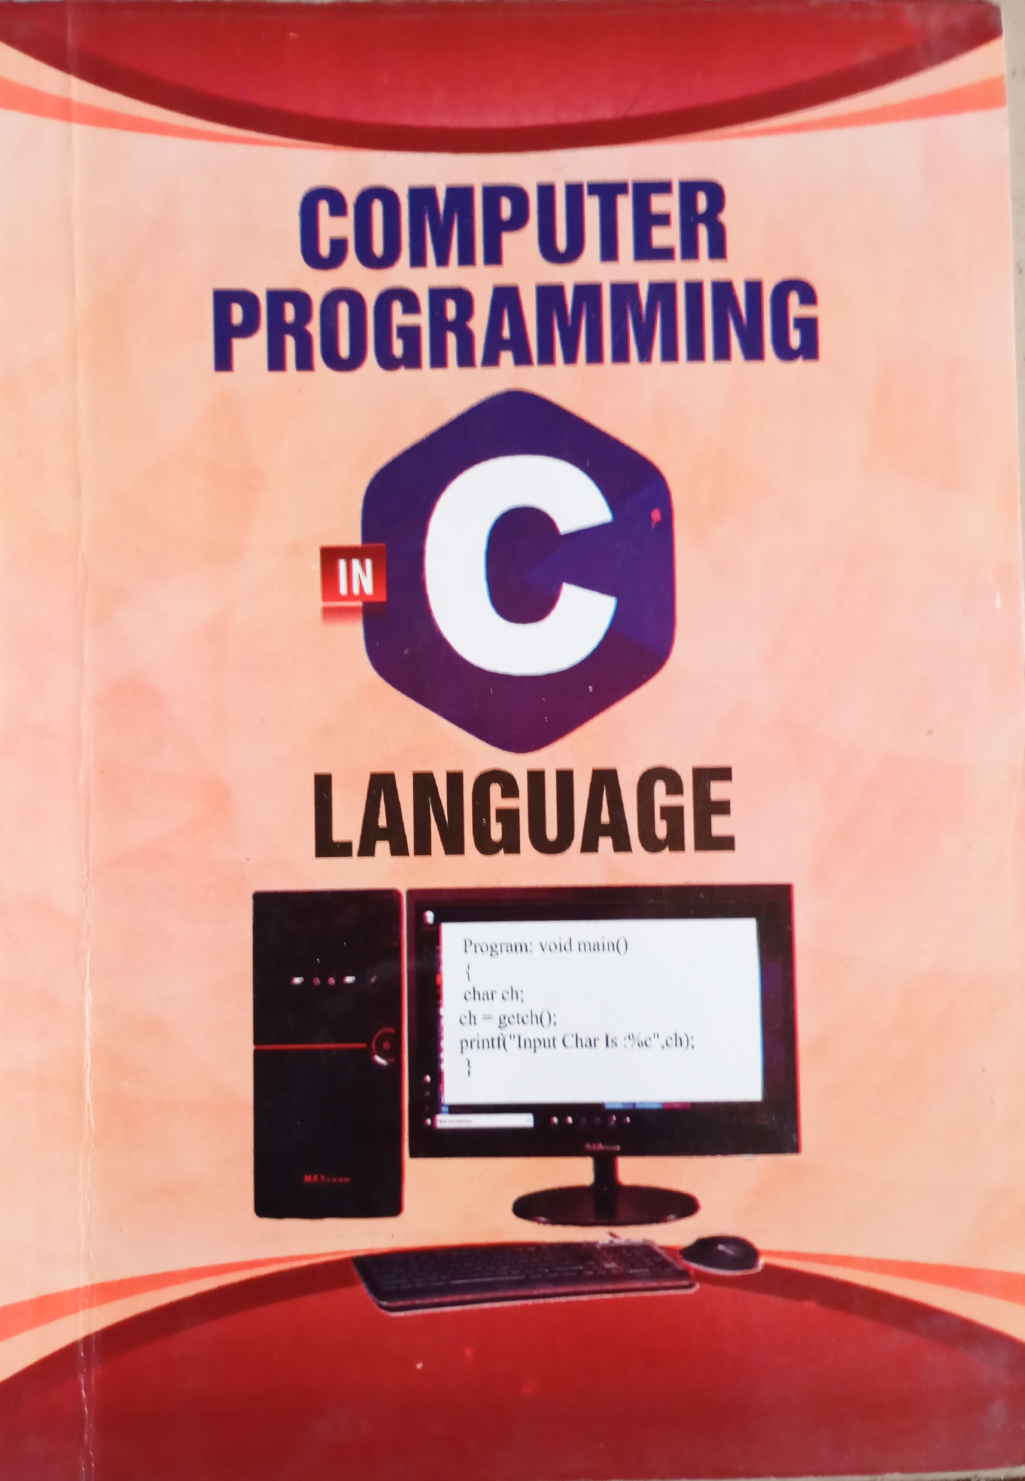 COMPUTER
PROGRAMMING
IN
C
LANGUAGE
Program: void main()
{
char ch;
ch = getch();
printf("Input Char Is :%c",ch);
}